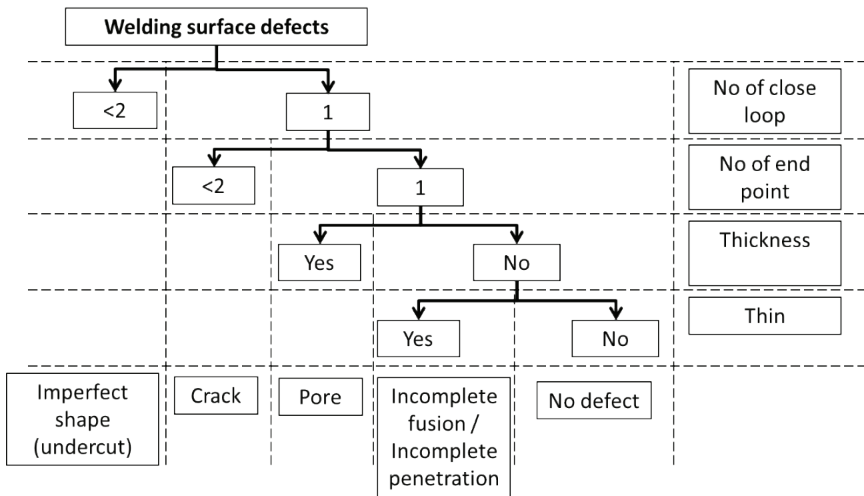 Welding surface defects
<2
1
No of close
loop
<2
1
No of end
point
Yes
No
Thickness
Yes
No
Thin
Imperfect
shape
(undercut)
Crack
Pore
Incomplete
fusion /
Incomplete
penetration
No defect